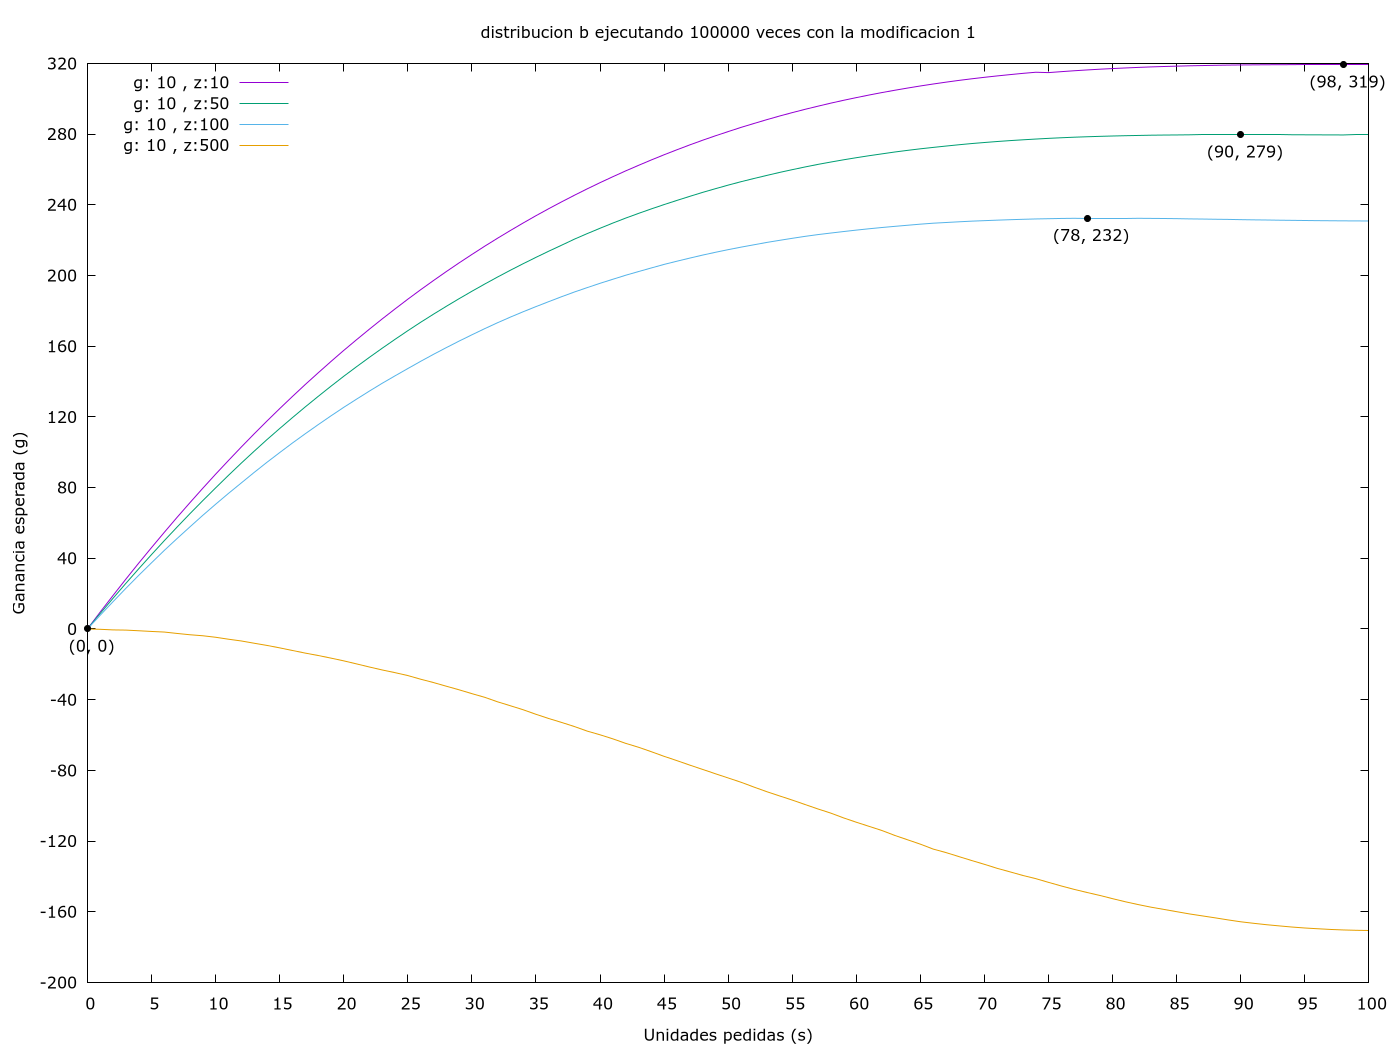 distribucion b ejecutando 100000 veces con la modificacion 1
g: 10 , z:10
g: 10 , z:50
g: 10 , z:100
g: 10 , z:500
320
280
240
200
160
120
80
40
0
-40
-80
-120
-160
-200
Ganancia esperada (g)
(98, 319)
(90, 279)
(78, 232)
(0, 0)
0 5 10 15 20 25 30 35 40 45 50 55 60 65 70 75 80 85 90 95 100
Unidades pedidas (s)